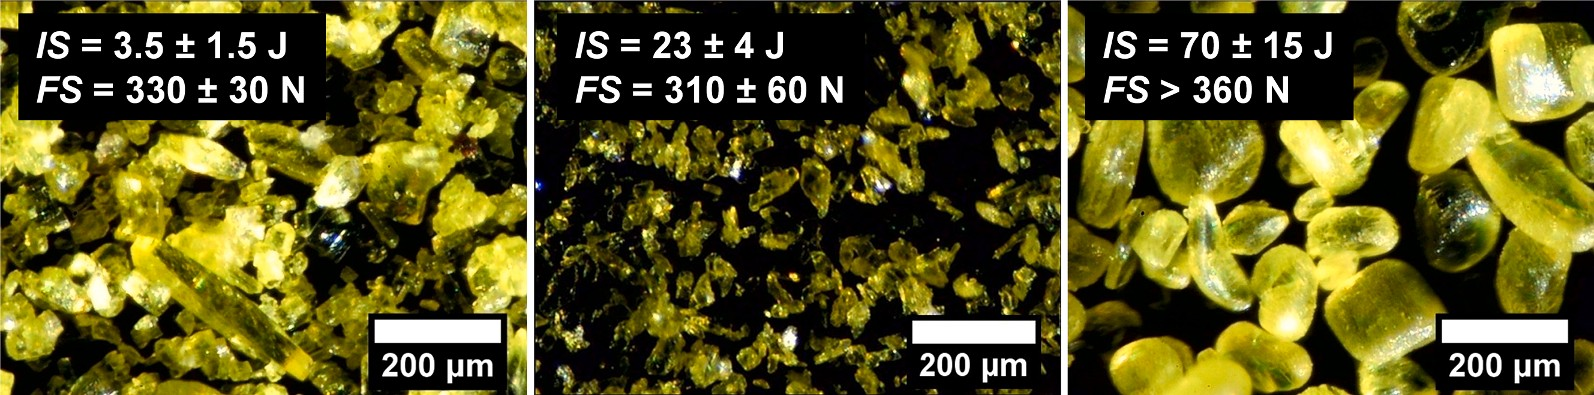 IS = 3.5 ± 1.5 J
FS = 330 ± 30 N
200 µm
IS = 23 ± 4 J
FS = 310 ± 60 N
200 µm
IS = 70 ± 15 J
FS > 360 N
200 µm